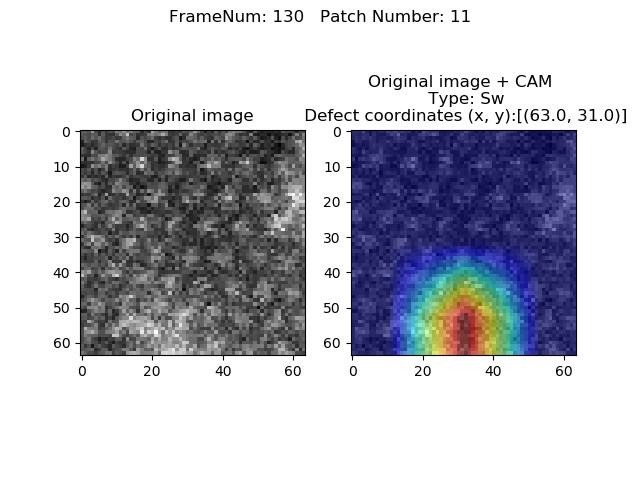 FrameNum: 130   Patch Number: 11
Original image
Original image + CAM
Type: Sw
Defect coordinates (x, y):[(63.0, 31.0)]
0
10
20
30
40
50
60
0 20 40 60
0
10
20
30
40
50
60
0 20 40 60